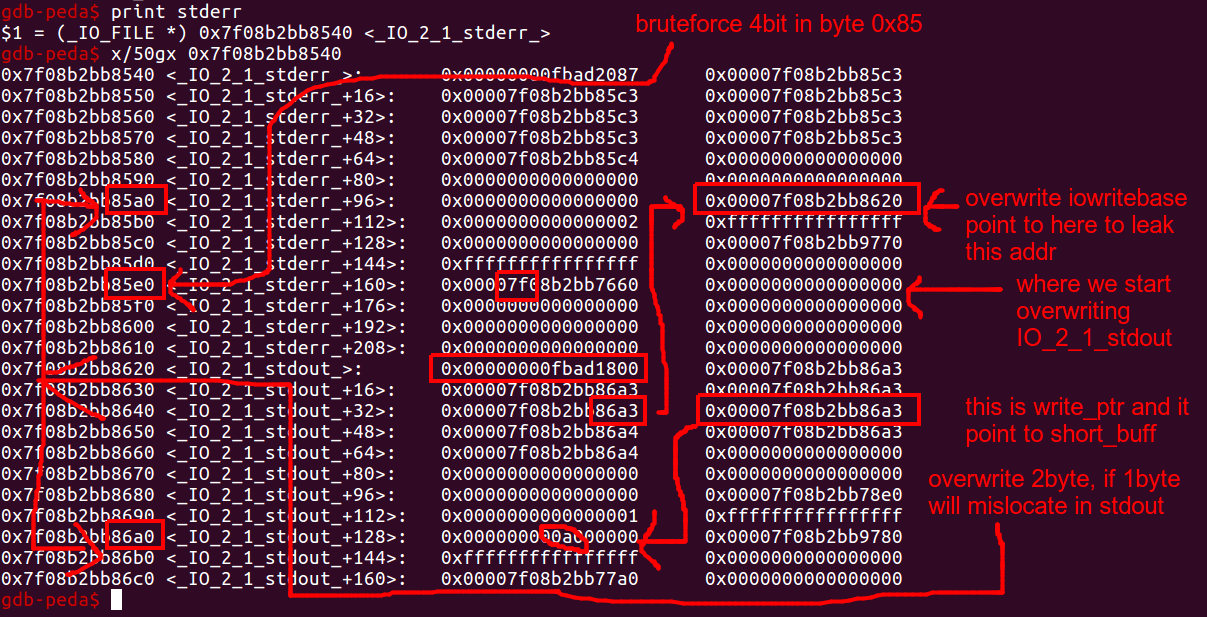 gdb-peda$ print stderr
$1 = (_IO_FILE *) 0x7f08b2bb8540 <_IO_2_1_stderr_>
bruteforce 4bit in byte 0x85
gdb-peda$ x/50gx 0x7f08b2bb8540
0x7f08b2bb8540 <_IO_2_1_stderr_>: 0x00000000fbad2087 0x00007f08b2bb85c3
0x7f08b2bb8550 <_IO_2_1_stderr_+16>: 0x00007f08b2bb85c3 0x00007f08b2bb85c3
0x7f08b2bb8560 <_IO_2_1_stderr_+32>: 0x00007f08b2bb85c3 0x00007f08b2bb85c3
0x7f08b2bb8570 <_IO_2_1_stderr_+48>: 0x00007f08b2bb85c3 0x00007f08b2bb85c3
0x7f08b2bb8580 <_IO_2_1_stderr_+64>: 0x00007f08b2bb85c4 0x0000000000000000
0x7f08b2bb8590 <_IO_2_1_stderr_+80>: 0x0000000000000000 0x0000000000000000
0x7f08b2bb85a0 <_IO_2_1_stderr_+96>: 0x0000000000000000 0x00007f08b2bb8620
0x7f08b2bb85b0 <_IO_2_1_stderr_+112>: 0x0000000000000002 0xffffffffffffffff
0x7f08b2bb85c0 <_IO_2_1_stderr_+128>: 0x0000000000000000 0x00007f08b2bb9770
0x7f08b2bb85d0 <_IO_2_1_stderr_+144>: 0xffffffffffffffff 0x0000000000000000
0x7f08b2bb85e0 <_IO_2_1_stderr_+160>: 0x00007f08b2bb7660 0x0000000000000000
0x7f08b2bb85f0 <_IO_2_1_stderr_+176>: 0x0000000000000000 0x0000000000000000
0x7f08b2bb8600 <_IO_2_1_stderr_+192>: 0x0000000000000000 0x0000000000000000
0x7f08b2bb8610 <_IO_2_1_stderr_+208>: 0x0000000000000000 0x0000000000000000
0x7f08b2bb8620 <_IO_2_1_stdout_>: 0x00000000fbad1800 0x00007f08b2bb86a3
0x7f08b2bb8630 <_IO_2_1_stdout_+16>: 0x00007f08b2bb86a3 0x00007f08b2bb86a3
0x7f08b2bb8640 <_IO_2_1_stdout_+32>: 0x00007f08b2bb86a3 0x00007f08b2bb86a3
0x7f08b2bb8650 <_IO_2_1_stdout_+48>: 0x00007f08b2bb86a4 0x00007f08b2bb86a3
0x7f08b2bb8660 <_IO_2_1_stdout_+64>: 0x00007f08b2bb86a4 0x0000000000000000
0x7f08b2bb8670 <_IO_2_1_stdout_+80>: 0x0000000000000000 0x0000000000000000
0x7f08b2bb8680 <_IO_2_1_stdout_+96>: 0x0000000000000000 0x00007f08b2bb78e0
0x7f08b2bb8690 <_IO_2_1_stdout_+112>: 0x0000000000000001 0xffffffffffffffff
0x7f08b2bb86a0 <_IO_2_1_stdout_+128>: 0x000000000a000000 0x00007f08b2bb9780
0x7f08b2bb86b0 <_IO_2_1_stdout_+144>: 0xffffffffffffffff 0x0000000000000000
0x7f08b2bb86c0 <_IO_2_1_stdout_+160>: 0x00007f08b2bb77a0 0x0000000000000000
gdb-peda$
overwrite iowritebase
point to here to leak
this addr
where we start
overwriting
IO_2_1_stdout
this is write_ptr and it
point to short_buff
overwrite 2byte, if 1byte
will mislocate in stdout